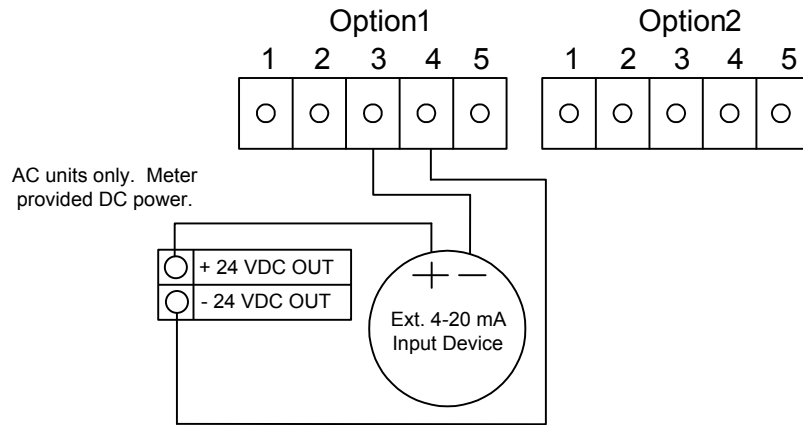 Option1
Option2
1 2 3 4 5
1 2 3 4 5
AC units only. Meter
provided DC power.
+ 24 VDC OUT
- 24 VDC OUT
+ −
Ext. 4-20 mA
Input Device